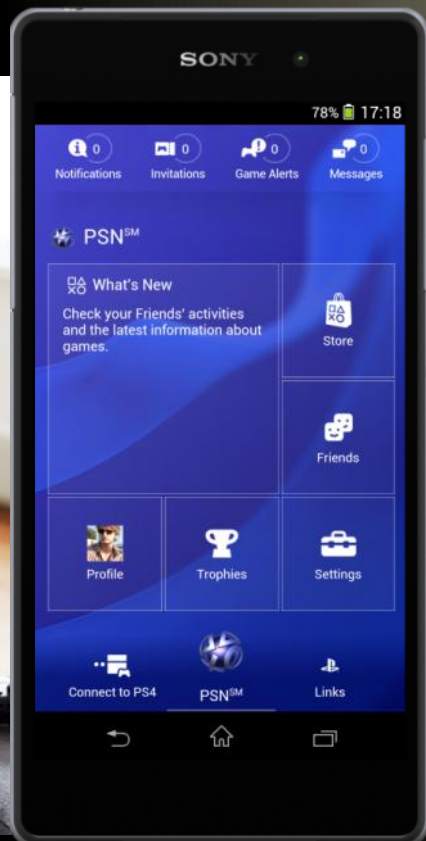 SONY
78% 17:18
0 0 0 0
Notifications Invitations Game Alerts Messages
PSN℠
What's New
Check your Friends' activities
and the latest information about
games.
Store
Friends
Profile Trophies Settings
Connect to PS4 PSN℠ Links